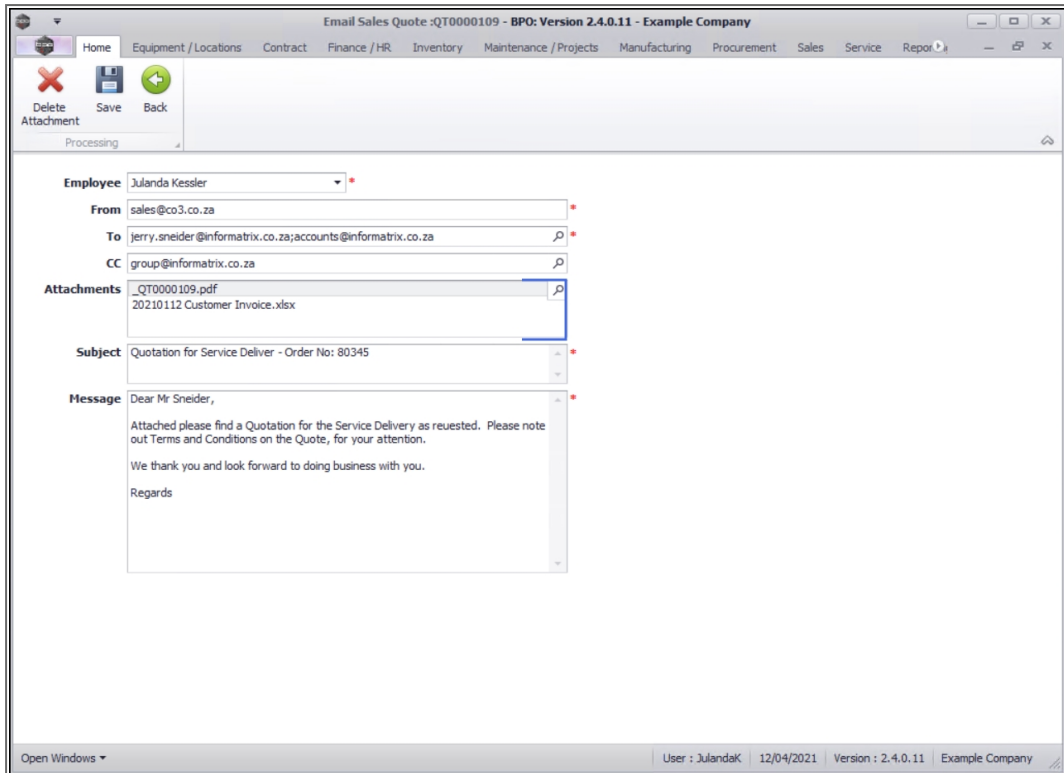 Email Sales Quote :QT0000109 - BPO: Version 2.4.0.11 - Example Company
Home Equipment / Locations Contract Finance / HR Inventory Maintenance / Projects Manufacturing Procurement Sales Service
Delete Attachment Save Back
Processing
Employee Julanda Kessler *
From sales@co3.co.za *
To jerry.sneider@informatrix.co.za;accounts@informatrix.co.za *
CC group@informatrix.co.za
Attachments _QT0000109.pdf
20210112 Customer Invoice.xlsx
Subject Quotation for Service Deliver - Order No: 80345 *
Message Dear Mr Sneider, *
Attached please find a Quotation for the Service Delivery as reuested. Please note
out Terms and Conditions on the Quote, for your attention.
We thank you and look forward to doing business with you.
Regards
Open Windows User : JulandaK 12/04/2021 Version : 2.4.0.11 Example Company